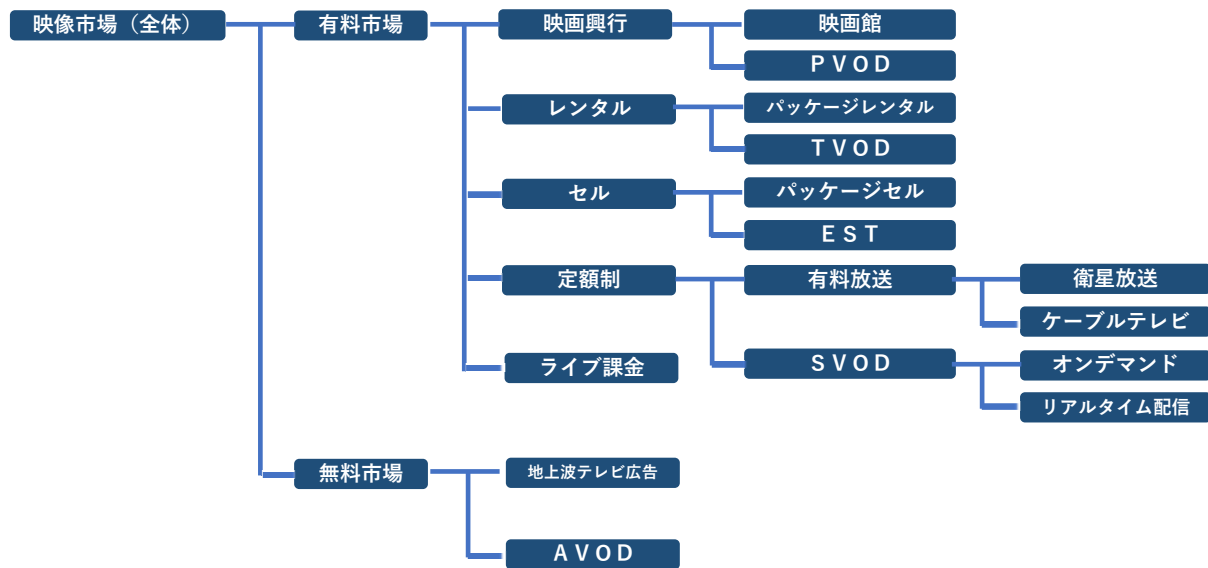 映像市場（全体）
有料市場
映画興行
映画館
ＰＶＯＤ
レンタル
パッケージレンタル
ＴＶＯＤ
セル
パッケージセル
ＥＳＴ
定額制
有料放送
衛星放送
ケーブルテレビ
ＳＶＯＤ
オンデマンド
リアルタイム配信
ライブ課金
無料市場
地上波テレビ広告
ＡＶＯＤ